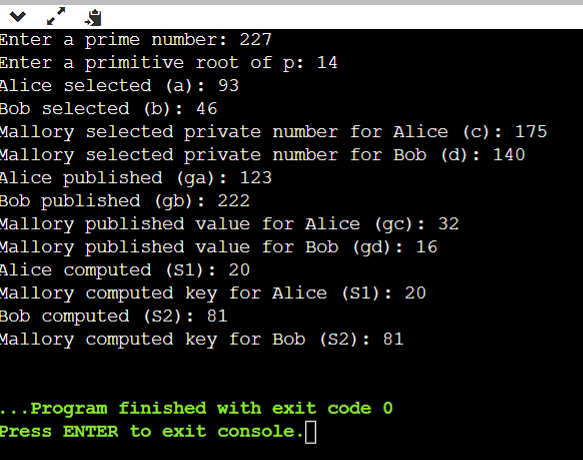 Enter a prime number: 227
Enter a primitive root of p: 14
Alice selected (a): 93
Bob selected (b): 46
Mallory selected private number for Alice (c): 175
Mallory selected private number for Bob (d): 140
Alice published (ga): 123
Bob published (gb): 222
Mallory published value for Alice (gc): 32
Mallory published value for Bob (gd): 16
Alice computed (S1): 20
Mallory computed key for Alice (S1): 20
Bob computed (S2): 81
Mallory computed key for Bob (S2): 81
...Program finished with exit code 0
Press ENTER to exit console.